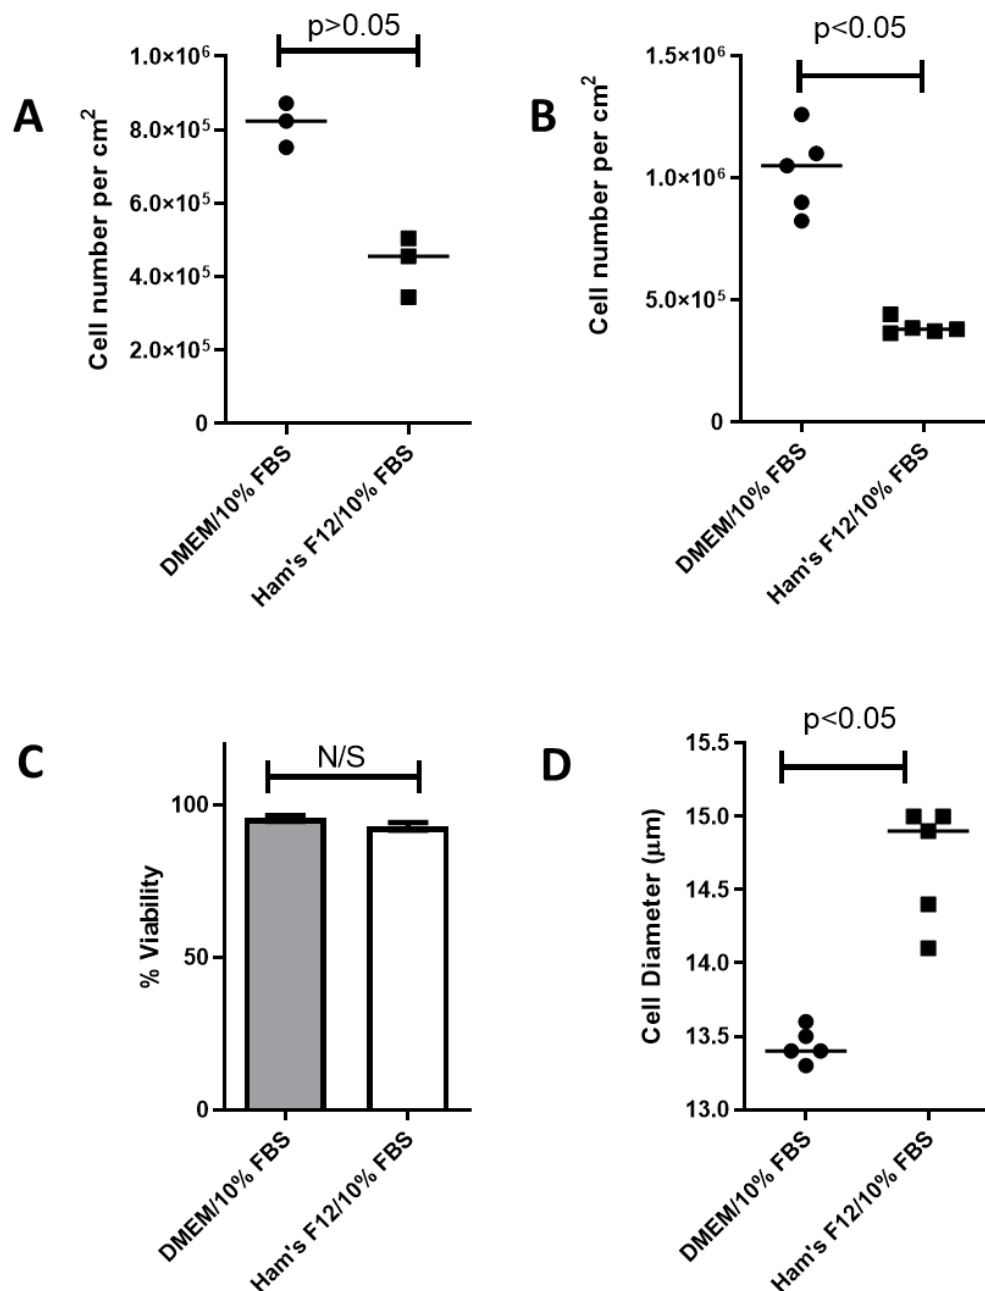 A
p>0.05
Cell number per cm²
1.0×10⁶
8.0×10⁵
6.0×10⁵
4.0×10⁵
2.0×10⁵
0
DMEM/10% FBS
Ham's F12/10% FBS
B
p<0.05
Cell number per cm²
1.5×10⁶
1.0×10⁶
5.0×10⁵
0
DMEM/10% FBS
Ham's F12/10% FBS
C
N/S
% Viability
100
50
0
DMEM/10% FBS
Ham's F12/10% FBS
D
p<0.05
Cell Diameter (μm)
15.5
15.0
14.5
14.0
13.5
13.0
DMEM/10% FBS
Ham's F12/10% FBS